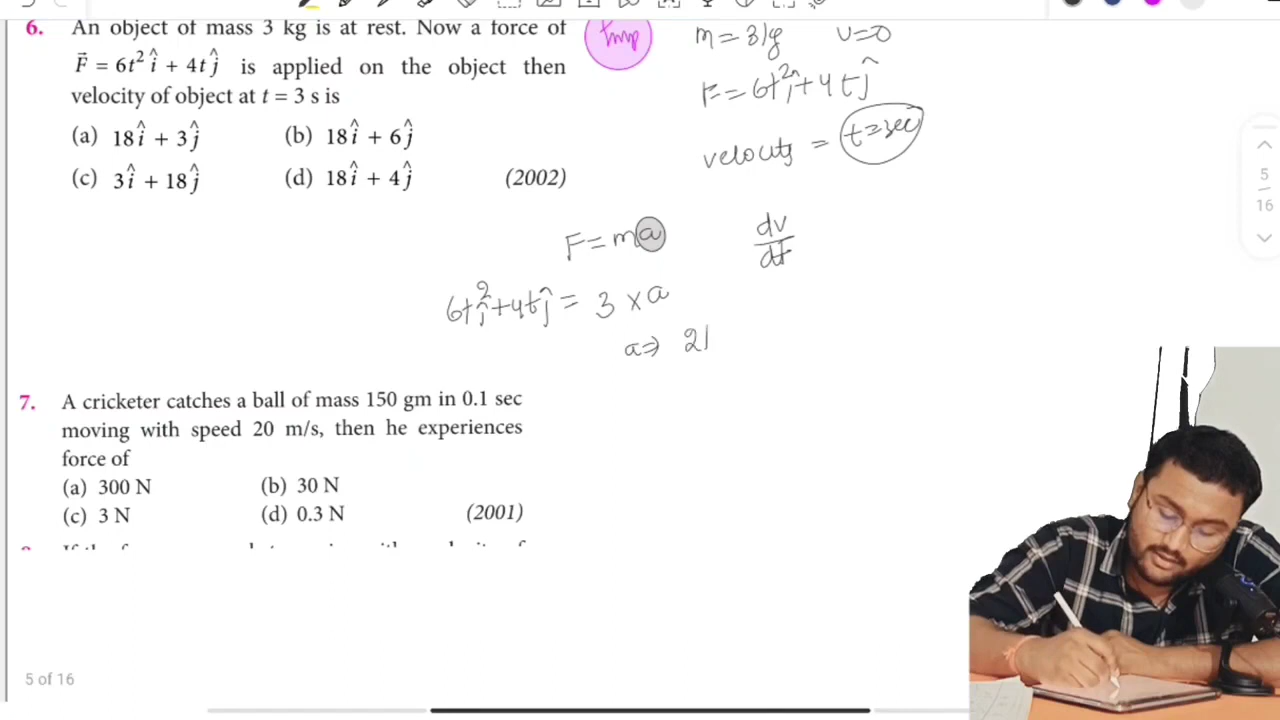 6. An object of mass 3 kg is at rest. Now a force of
F⃗ = 6t² î + 4t ĵ is applied on the object then
velocity of object at t = 3 s is
(a) 18î + 3ĵ (b) 18î + 6ĵ
(c) 3î + 18ĵ (d) 18î + 4ĵ (2002)
Imp
m = 3kg u=0
F = 6t² î + 4tĵ
velocity = t=3sec
F = ma dv/dt
6t² î + 4tĵ = 3 × a
a ⇒ 2t
7. A cricketer catches a ball of mass 150 gm in 0.1 sec
moving with speed 20 m/s, then he experiences
force of
(a) 300 N (b) 30 N
(c) 3 N (d) 0.3 N (2001)
5
16
5 of 16